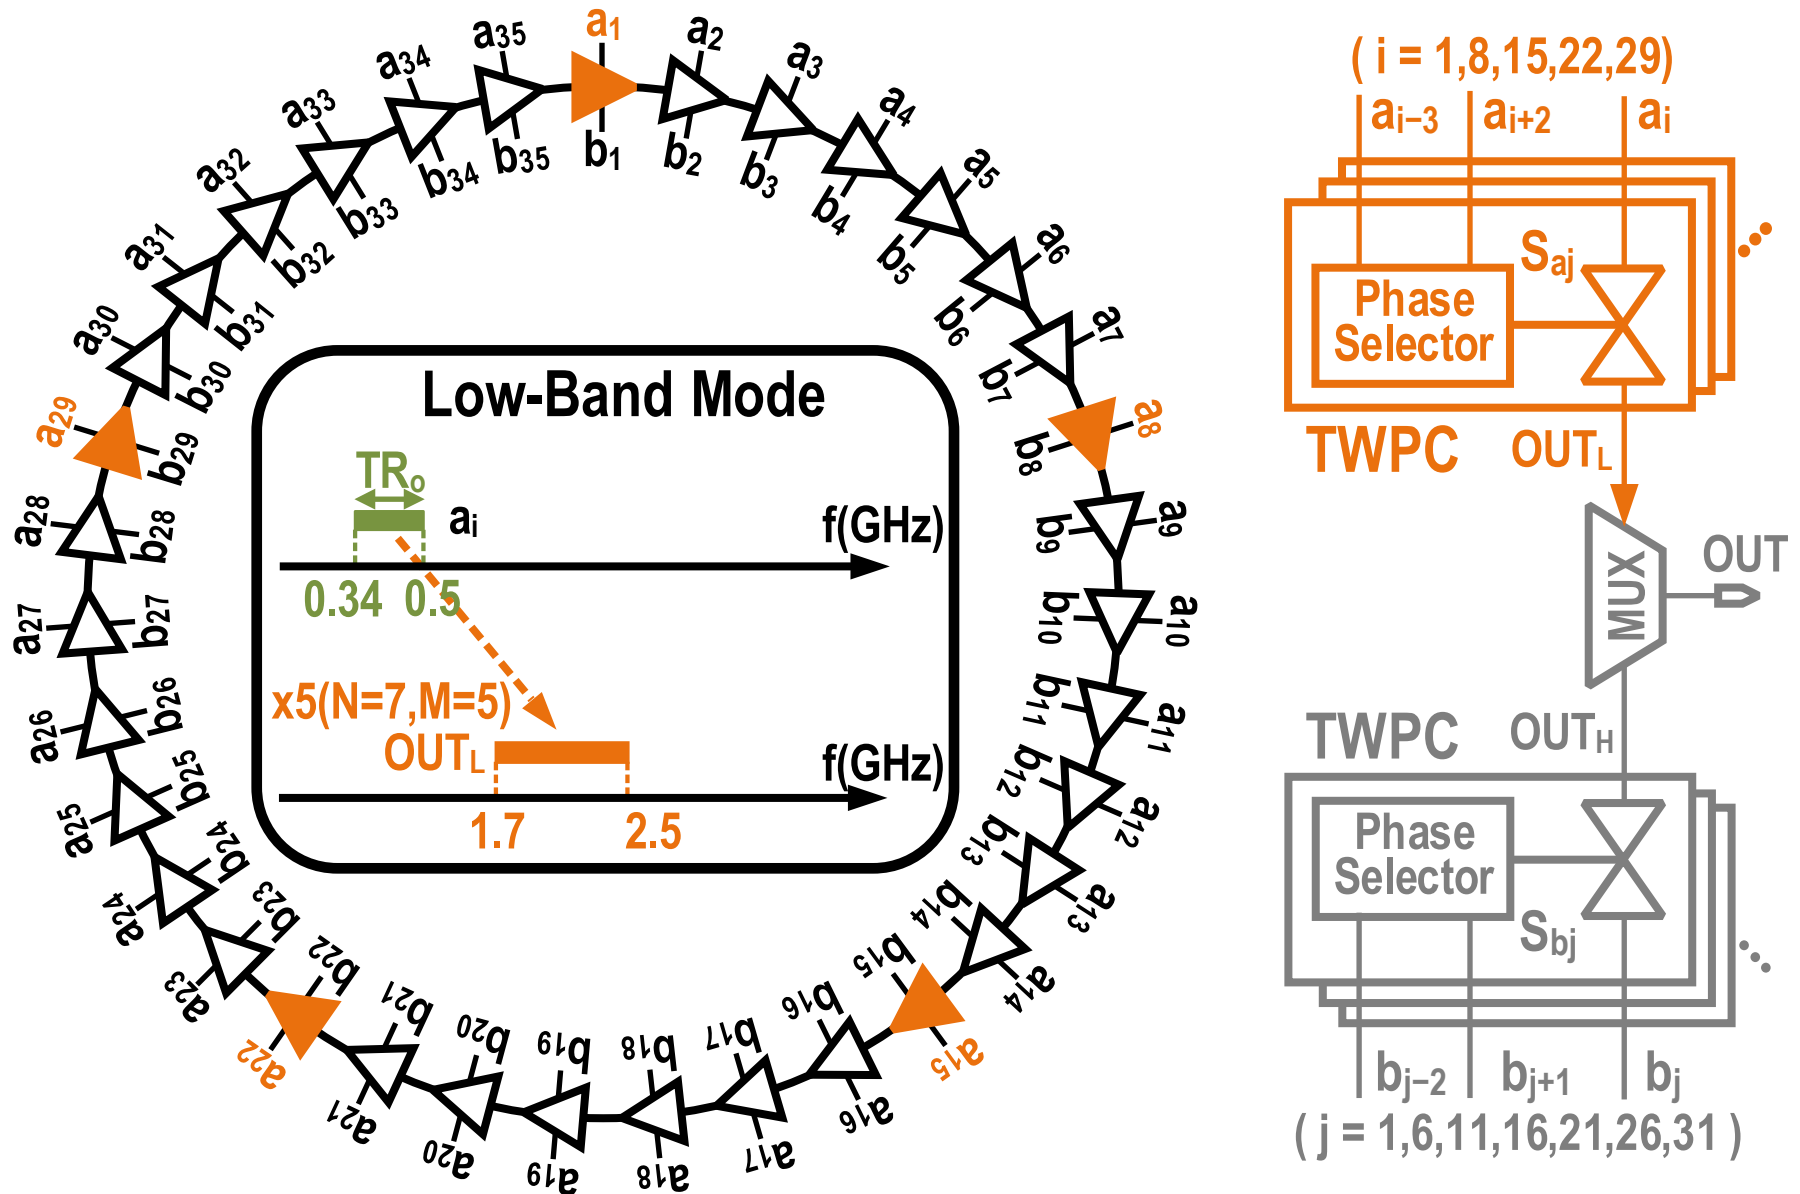 a1
a2
a3
a4
a5
a6
a7
a8
a9
a10
a11
a12
a13
a14
a15
a16
a17
a18
a19
a20
a21
a22
a23
a24
a25
a26
a27
a28
a29
a30
a31
a32
a33
a34
a35
b1
b2
b3
b4
b5
b6
b7
b8
b9
b10
b11
b12
b13
b14
b15
b16
b17
b18
b19
b20
b21
b22
b23
b24
b25
b26
b27
b28
b29
b30
b31
b32
b33
b34
b35
Low-Band Mode
TRo
ai
f(GHz)
0.34 0.5
x5(N=7,M=5)
OUTL
f(GHz)
1.7 2.5
( i = 1,8,15,22,29)
ai−3 ai+2 ai
Saj
Phase
Selector
TWPC OUTL
MUX
OUT
TWPC OUTH
Phase
Selector
Sbj
bj−2 bj+1 bj
( j = 1,6,11,16,21,26,31 )